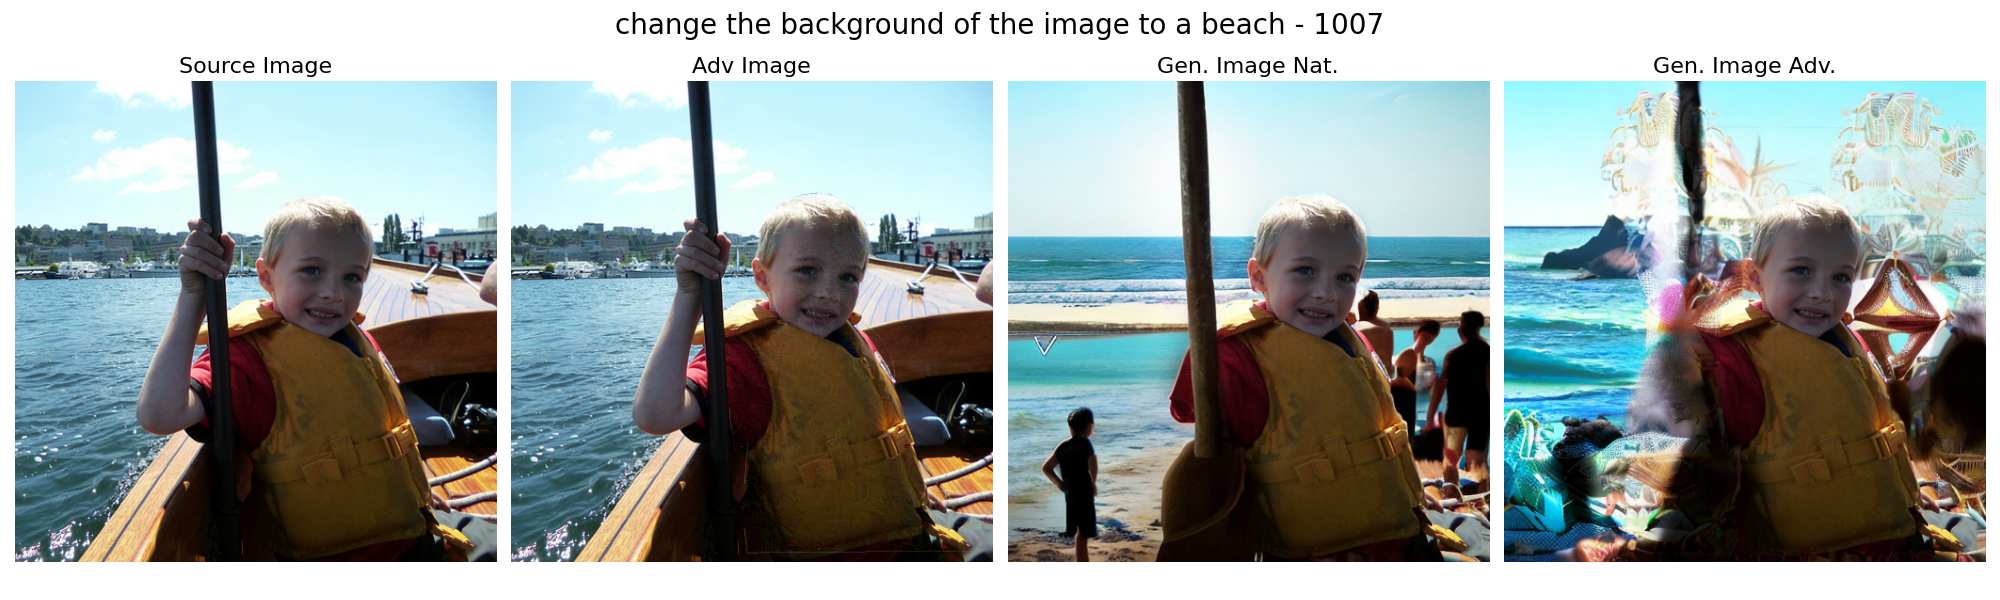 change the background of the image to a beach - 1007
Source Image
Adv Image
Gen. Image Nat.
Gen. Image Adv.